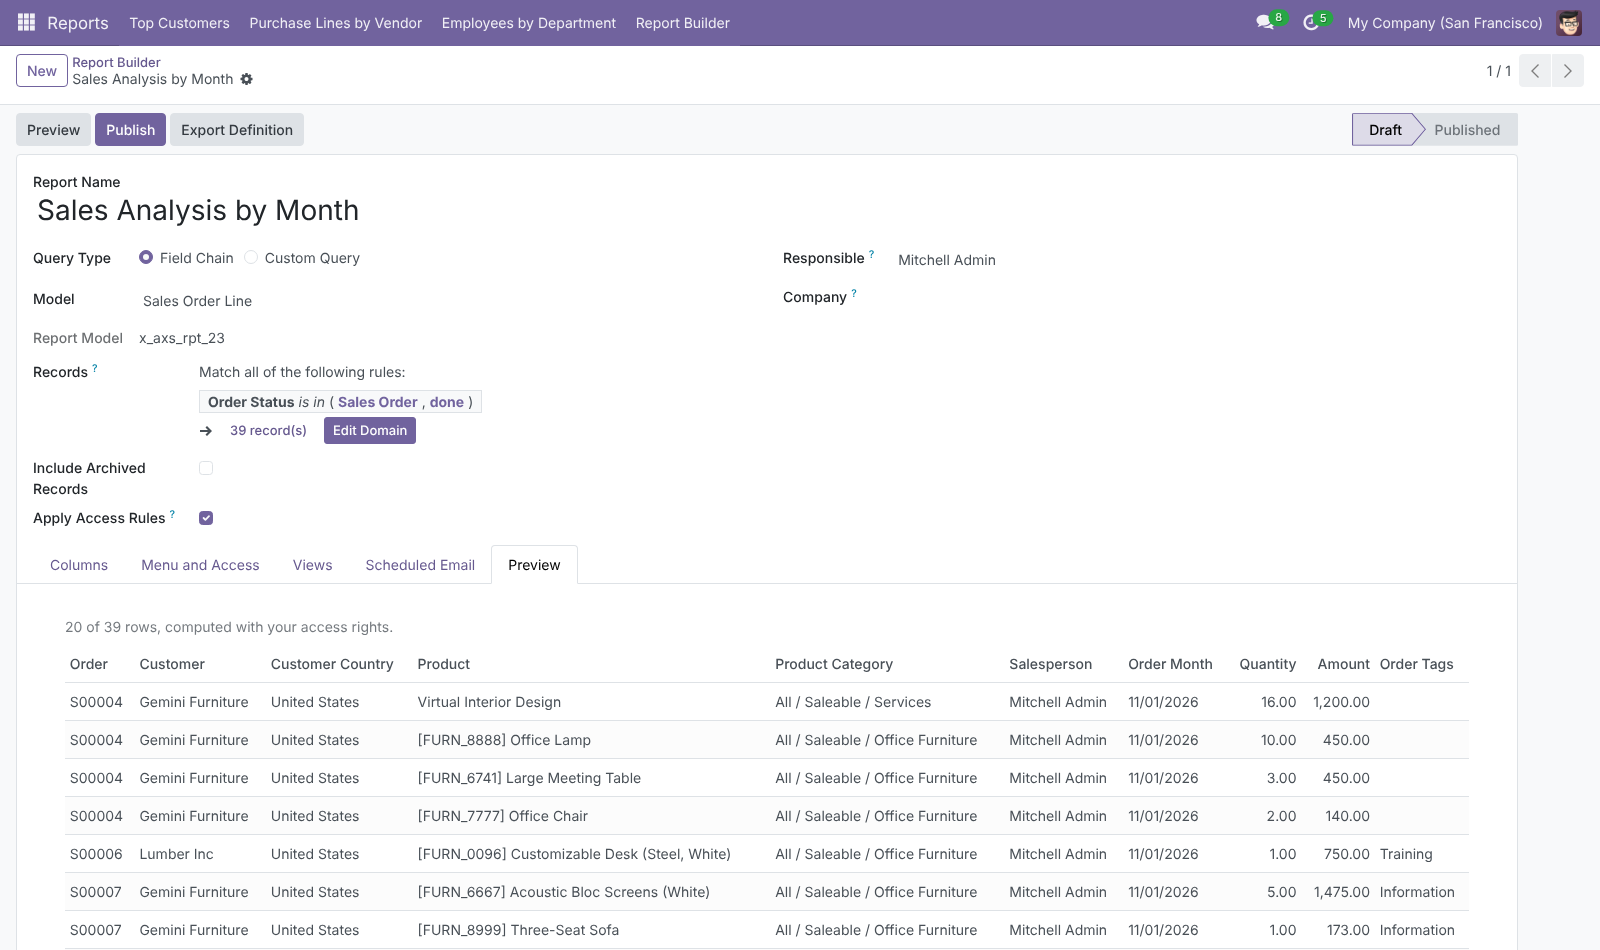 Reports Top Customers Purchase Lines by Vendor Employees by Department Report Builder 8 5 My Company (San Francisco)
New Report Builder
Sales Analysis by Month 1 / 1
Preview Publish Export Definition Draft Published
Report Name
Sales Analysis by Month
Query Type Field Chain Custom Query Responsible ? Mitchell Admin
Model Sales Order Line Company ?
Report Model x_axs_rpt_23
Records ? Match all of the following rules:
Order Status is in ( Sales Order , done )
→ 39 record(s) Edit Domain
Include Archived
Records
Apply Access Rules ?
Columns Menu and Access Views Scheduled Email Preview
20 of 39 rows, computed with your access rights.
Order Customer Customer Country Product Product Category Salesperson Order Month Quantity Amount Order Tags
S00004 Gemini Furniture United States Virtual Interior Design All / Saleable / Services Mitchell Admin 11/01/2026 16.00 1,200.00
S00004 Gemini Furniture United States [FURN_8888] Office Lamp All / Saleable / Office Furniture Mitchell Admin 11/01/2026 10.00 450.00
S00004 Gemini Furniture United States [FURN_6741] Large Meeting Table All / Saleable / Office Furniture Mitchell Admin 11/01/2026 3.00 450.00
S00004 Gemini Furniture United States [FURN_7777] Office Chair All / Saleable / Office Furniture Mitchell Admin 11/01/2026 2.00 140.00
S00006 Lumber Inc United States [FURN_0096] Customizable Desk (Steel, White) All / Saleable / Office Furniture Mitchell Admin 11/01/2026 1.00 750.00 Training
S00007 Gemini Furniture United States [FURN_6667] Acoustic Bloc Screens (White) All / Saleable / Office Furniture Mitchell Admin 11/01/2026 5.00 1,475.00 Information
S00007 Gemini Furniture United States [FURN_8999] Three-Seat Sofa All / Saleable / Office Furniture Mitchell Admin 11/01/2026 1.00 173.00 Information